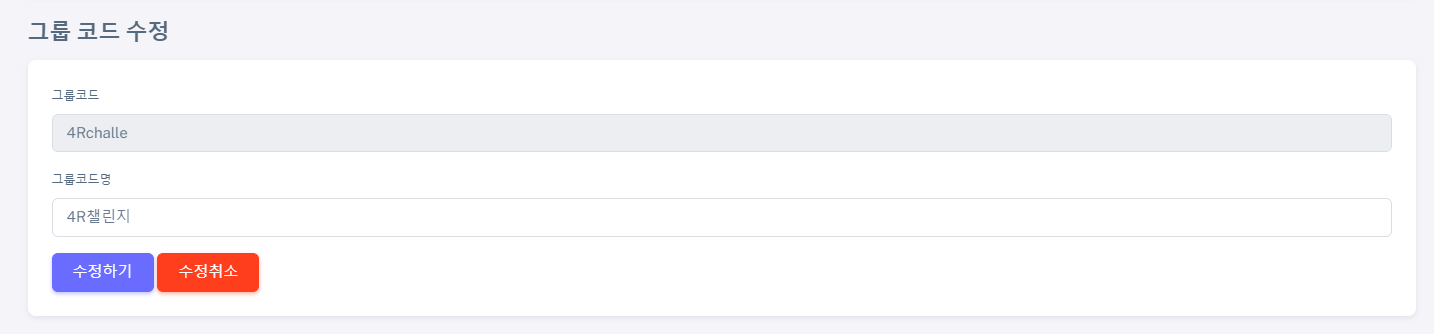 그룹 코드 수정
그룹코드
4Rchalle
그룹코드명
4R챌린지
수정하기 수정취소